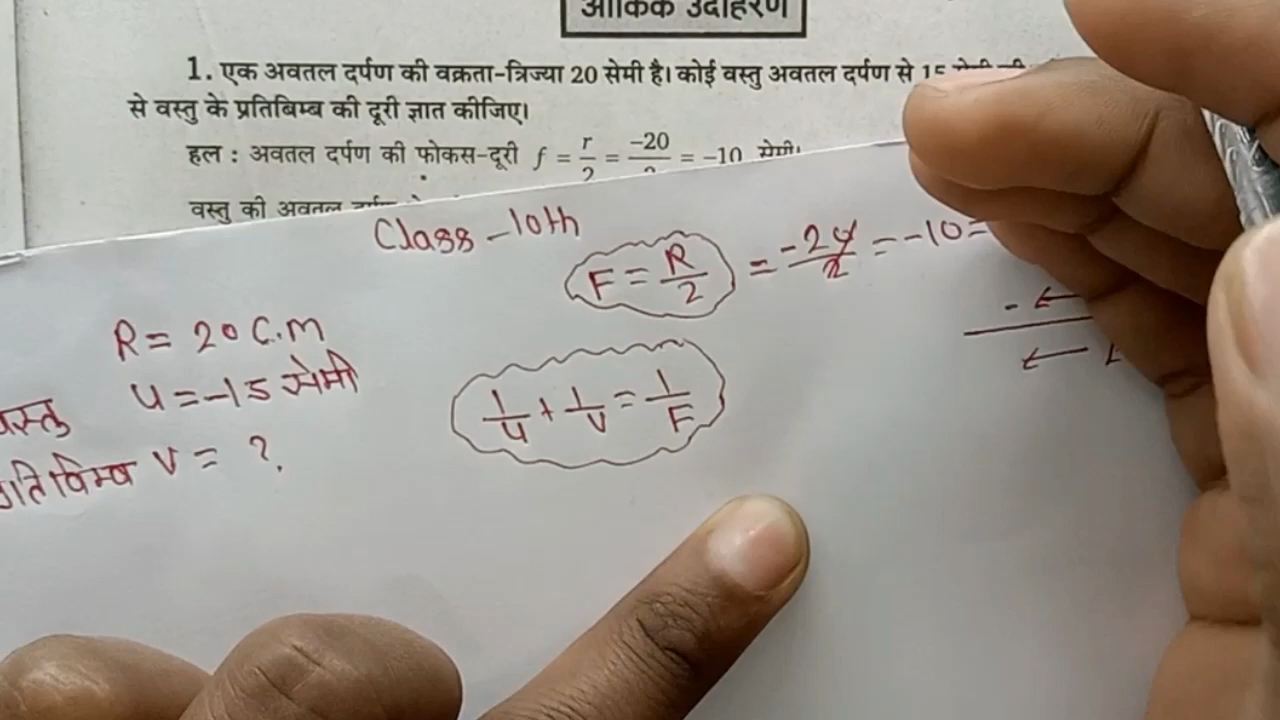 आंकिक उदाहरण
1. एक अवतल दर्पण की वक्रता-त्रिज्या 20 सेमी है। कोई वस्तु अवतल दर्पण से 15
से वस्तु के प्रतिबिम्ब की दूरी ज्ञात कीजिए।
हल : अवतल दर्पण की फोकस-दूरी f = r/2 = -20/2 = -10 सेमी।
वस्तु की अवतल
Class - 10th
F = R/2 = -20/2 = -10 =
R = 20 C.M
वस्तु u = -15 सेमी
प्रतिबिम्ब V = ?
1/u + 1/v = 1/F